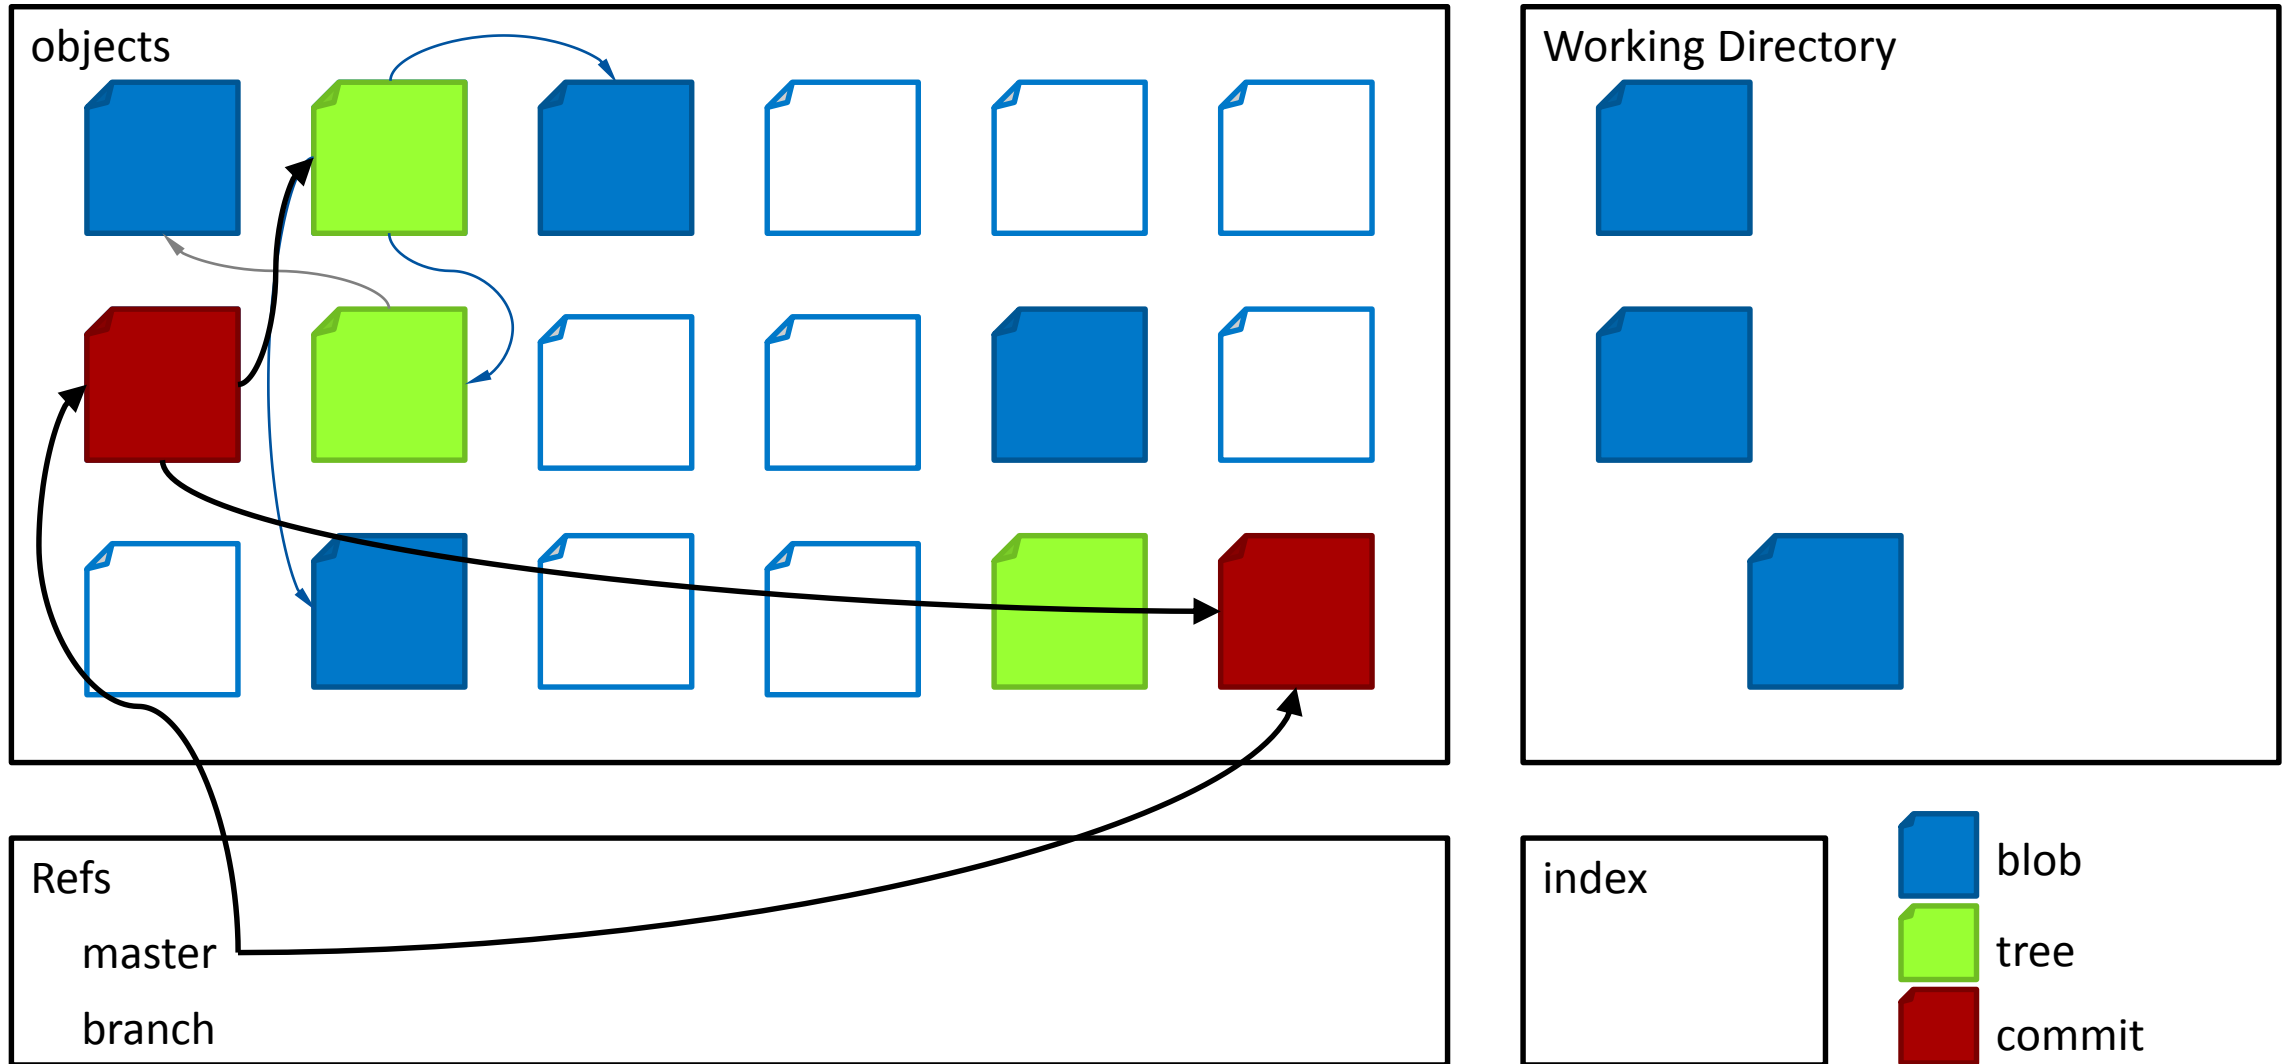 objects
Working Directory
Refs
master
branch
index
blob
tree
commit